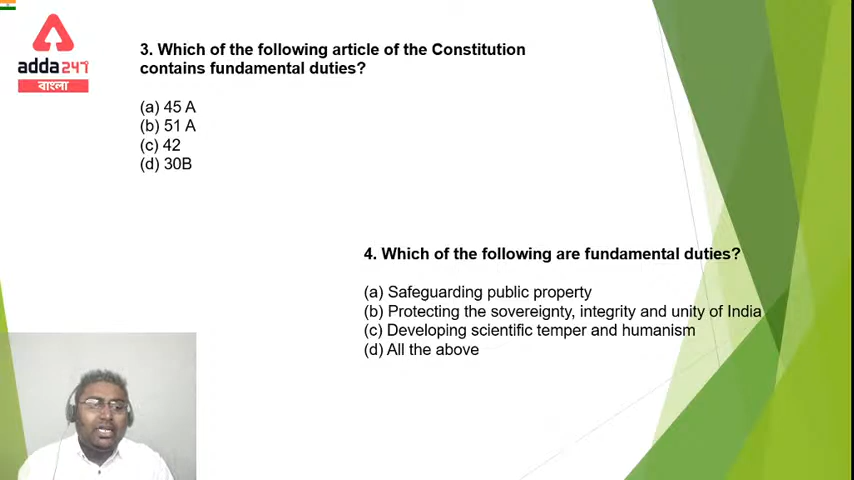 adda247
বাংলা
3. Which of the following article of the Constitution
contains fundamental duties?
(a) 45 A
(b) 51 A
(c) 42
(d) 30B
4. Which of the following are fundamental duties?
(a) Safeguarding public property
(b) Protecting the sovereignty, integrity and unity of India
(c) Developing scientific temper and humanism
(d) All the above